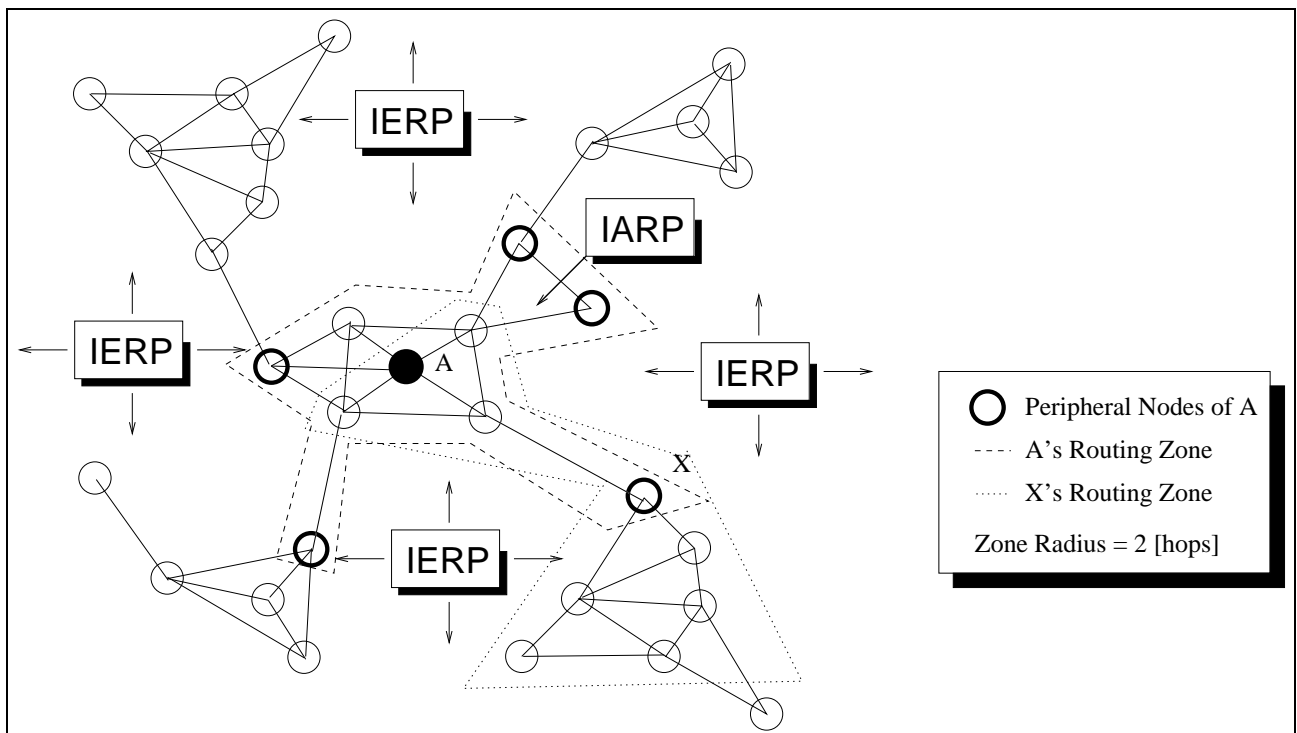 IERP
IARP
IERP
A
IERP
X
IERP
Peripheral Nodes of A
A's Routing Zone
X's Routing Zone
Zone Radius = 2 [hops]